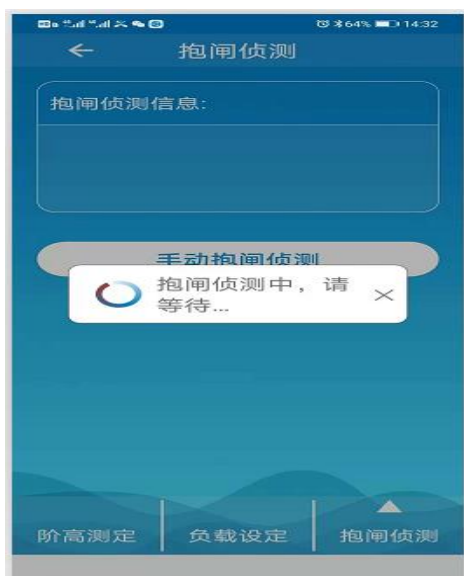 64% 14:32
抱闸侦测
抱闸侦测信息:
手动抱闸侦测
抱闸侦测中，请
等待...
阶高测定 负载设定 抱闸侦测